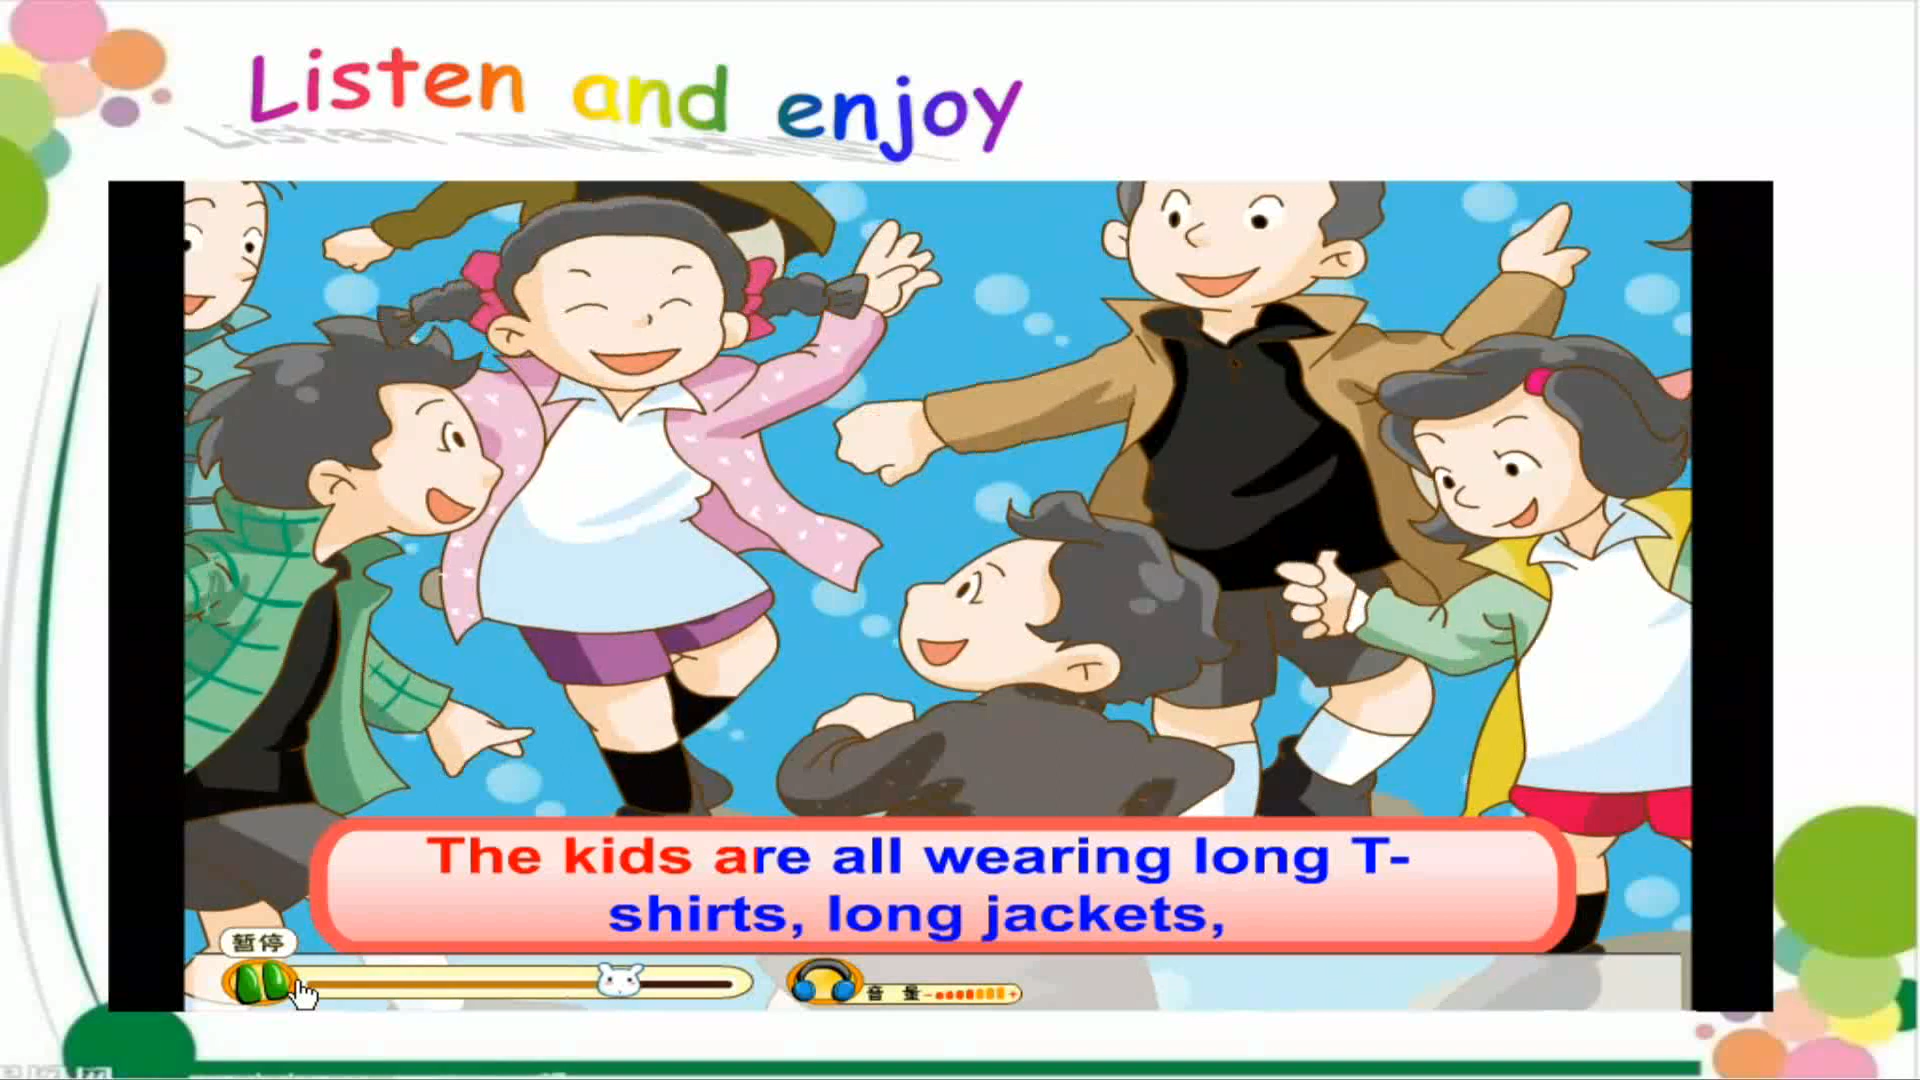 Listen and enjoy
The kids are all wearing long T-
shirts, long jackets,
暂停
音 量